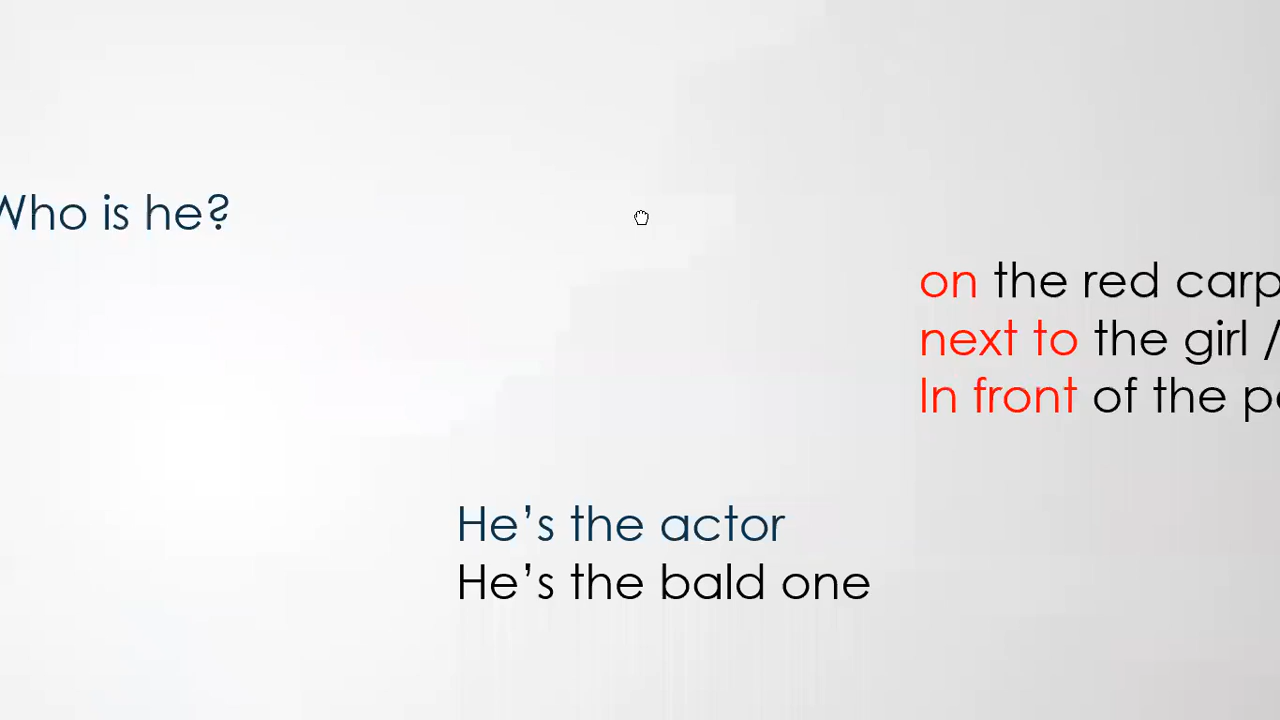 Who is he?
on the red carp
next to the girl /
In front of the
He's the actor
He's the bald one